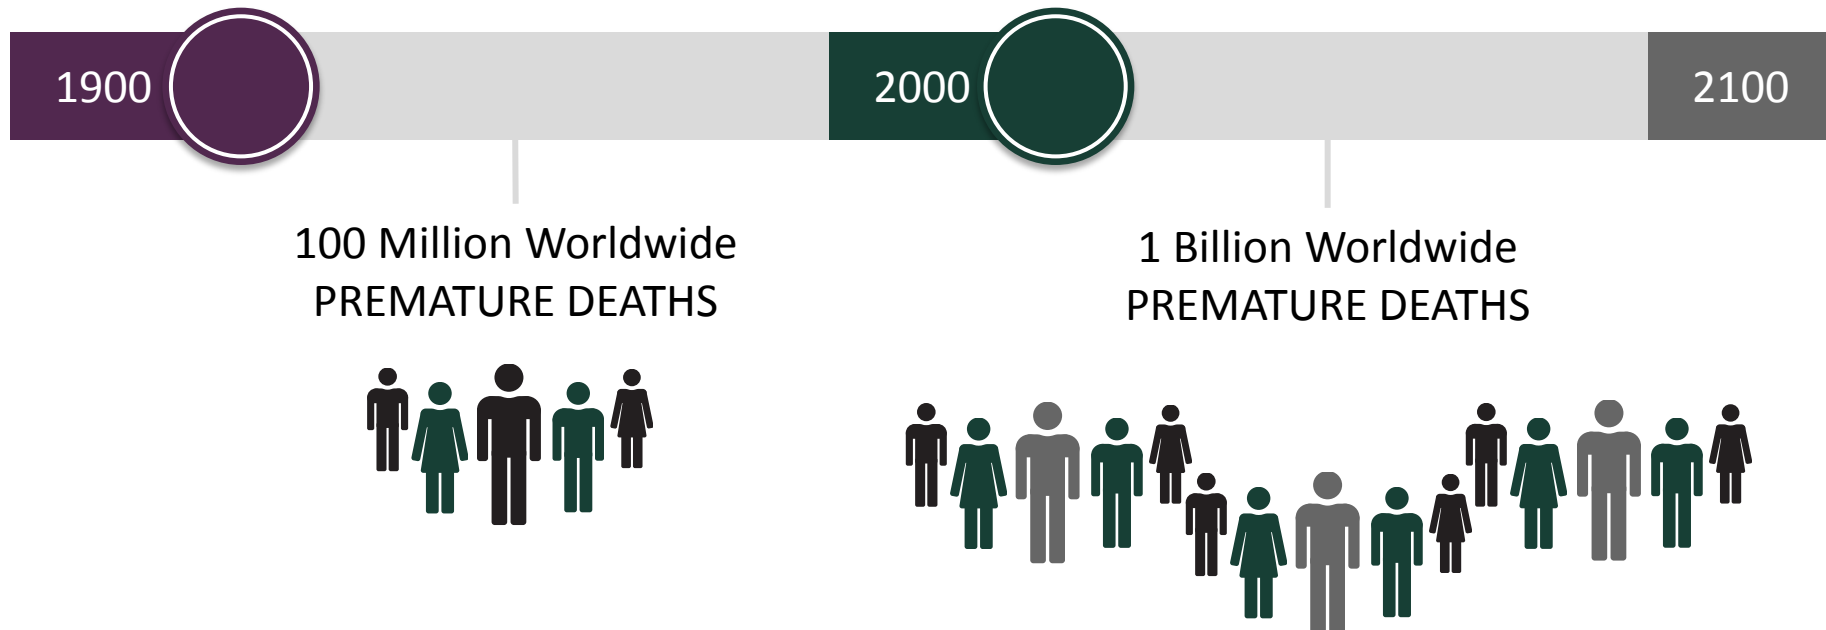 1900
2000
2100
100 Million Worldwide
PREMATURE DEATHS
1 Billion Worldwide
PREMATURE DEATHS